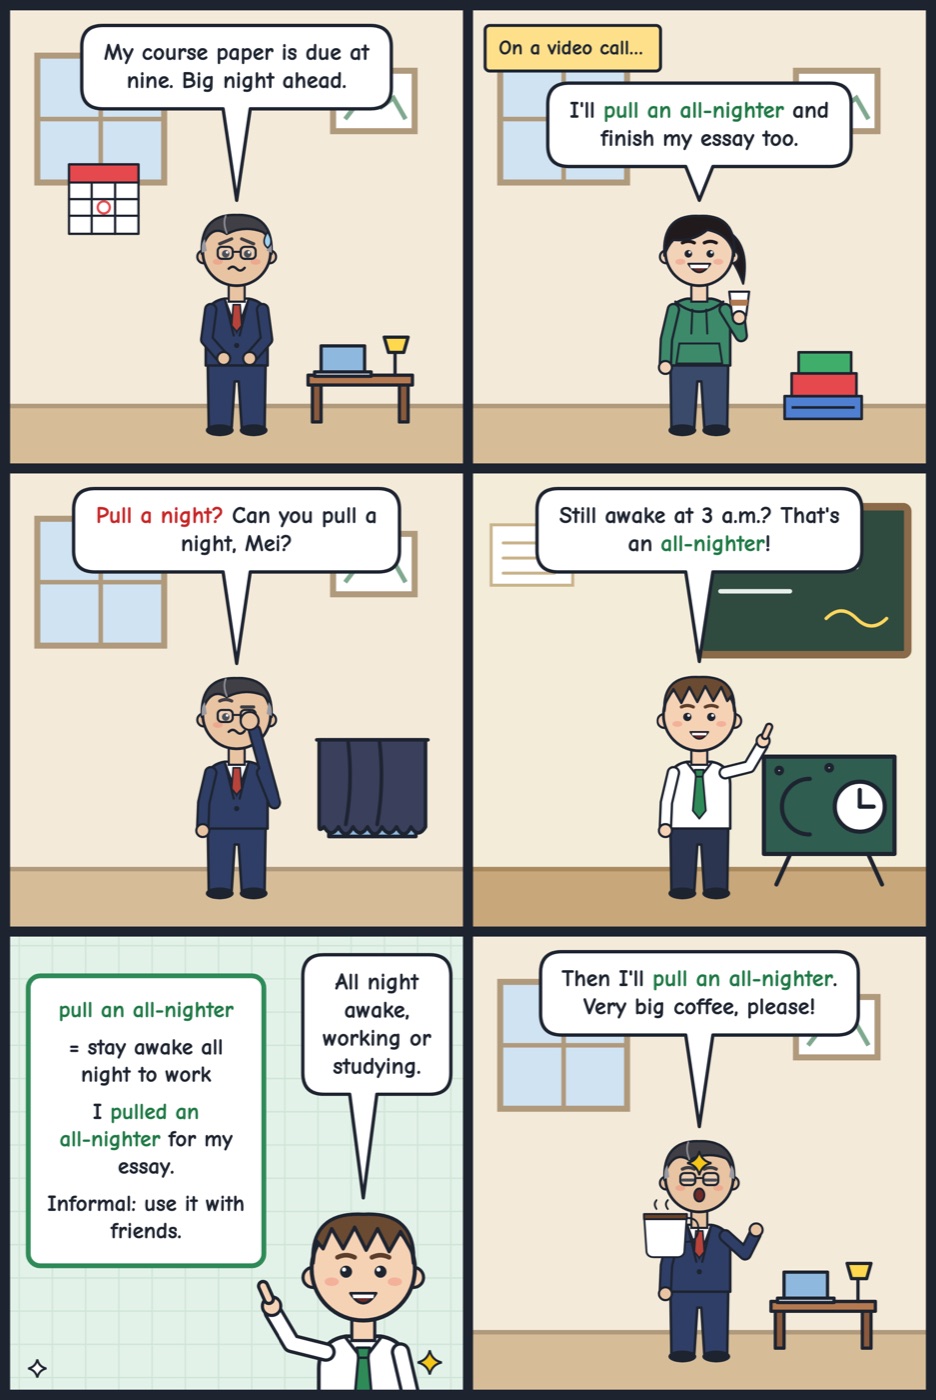 My course paper is due at
nine. Big night ahead.
On a video call...
I'll pull an all-nighter and
finish my essay too.
Pull a night? Can you pull a
night, Mei?
Still awake at 3 a.m.? That's
an all-nighter!
pull an all-nighter
= stay awake all
night to work
I pulled an
all-nighter for my
essay.
Informal: use it with
friends.
All night
awake,
working or
studying.
Then I'll pull an all-nighter.
Very big coffee, please!